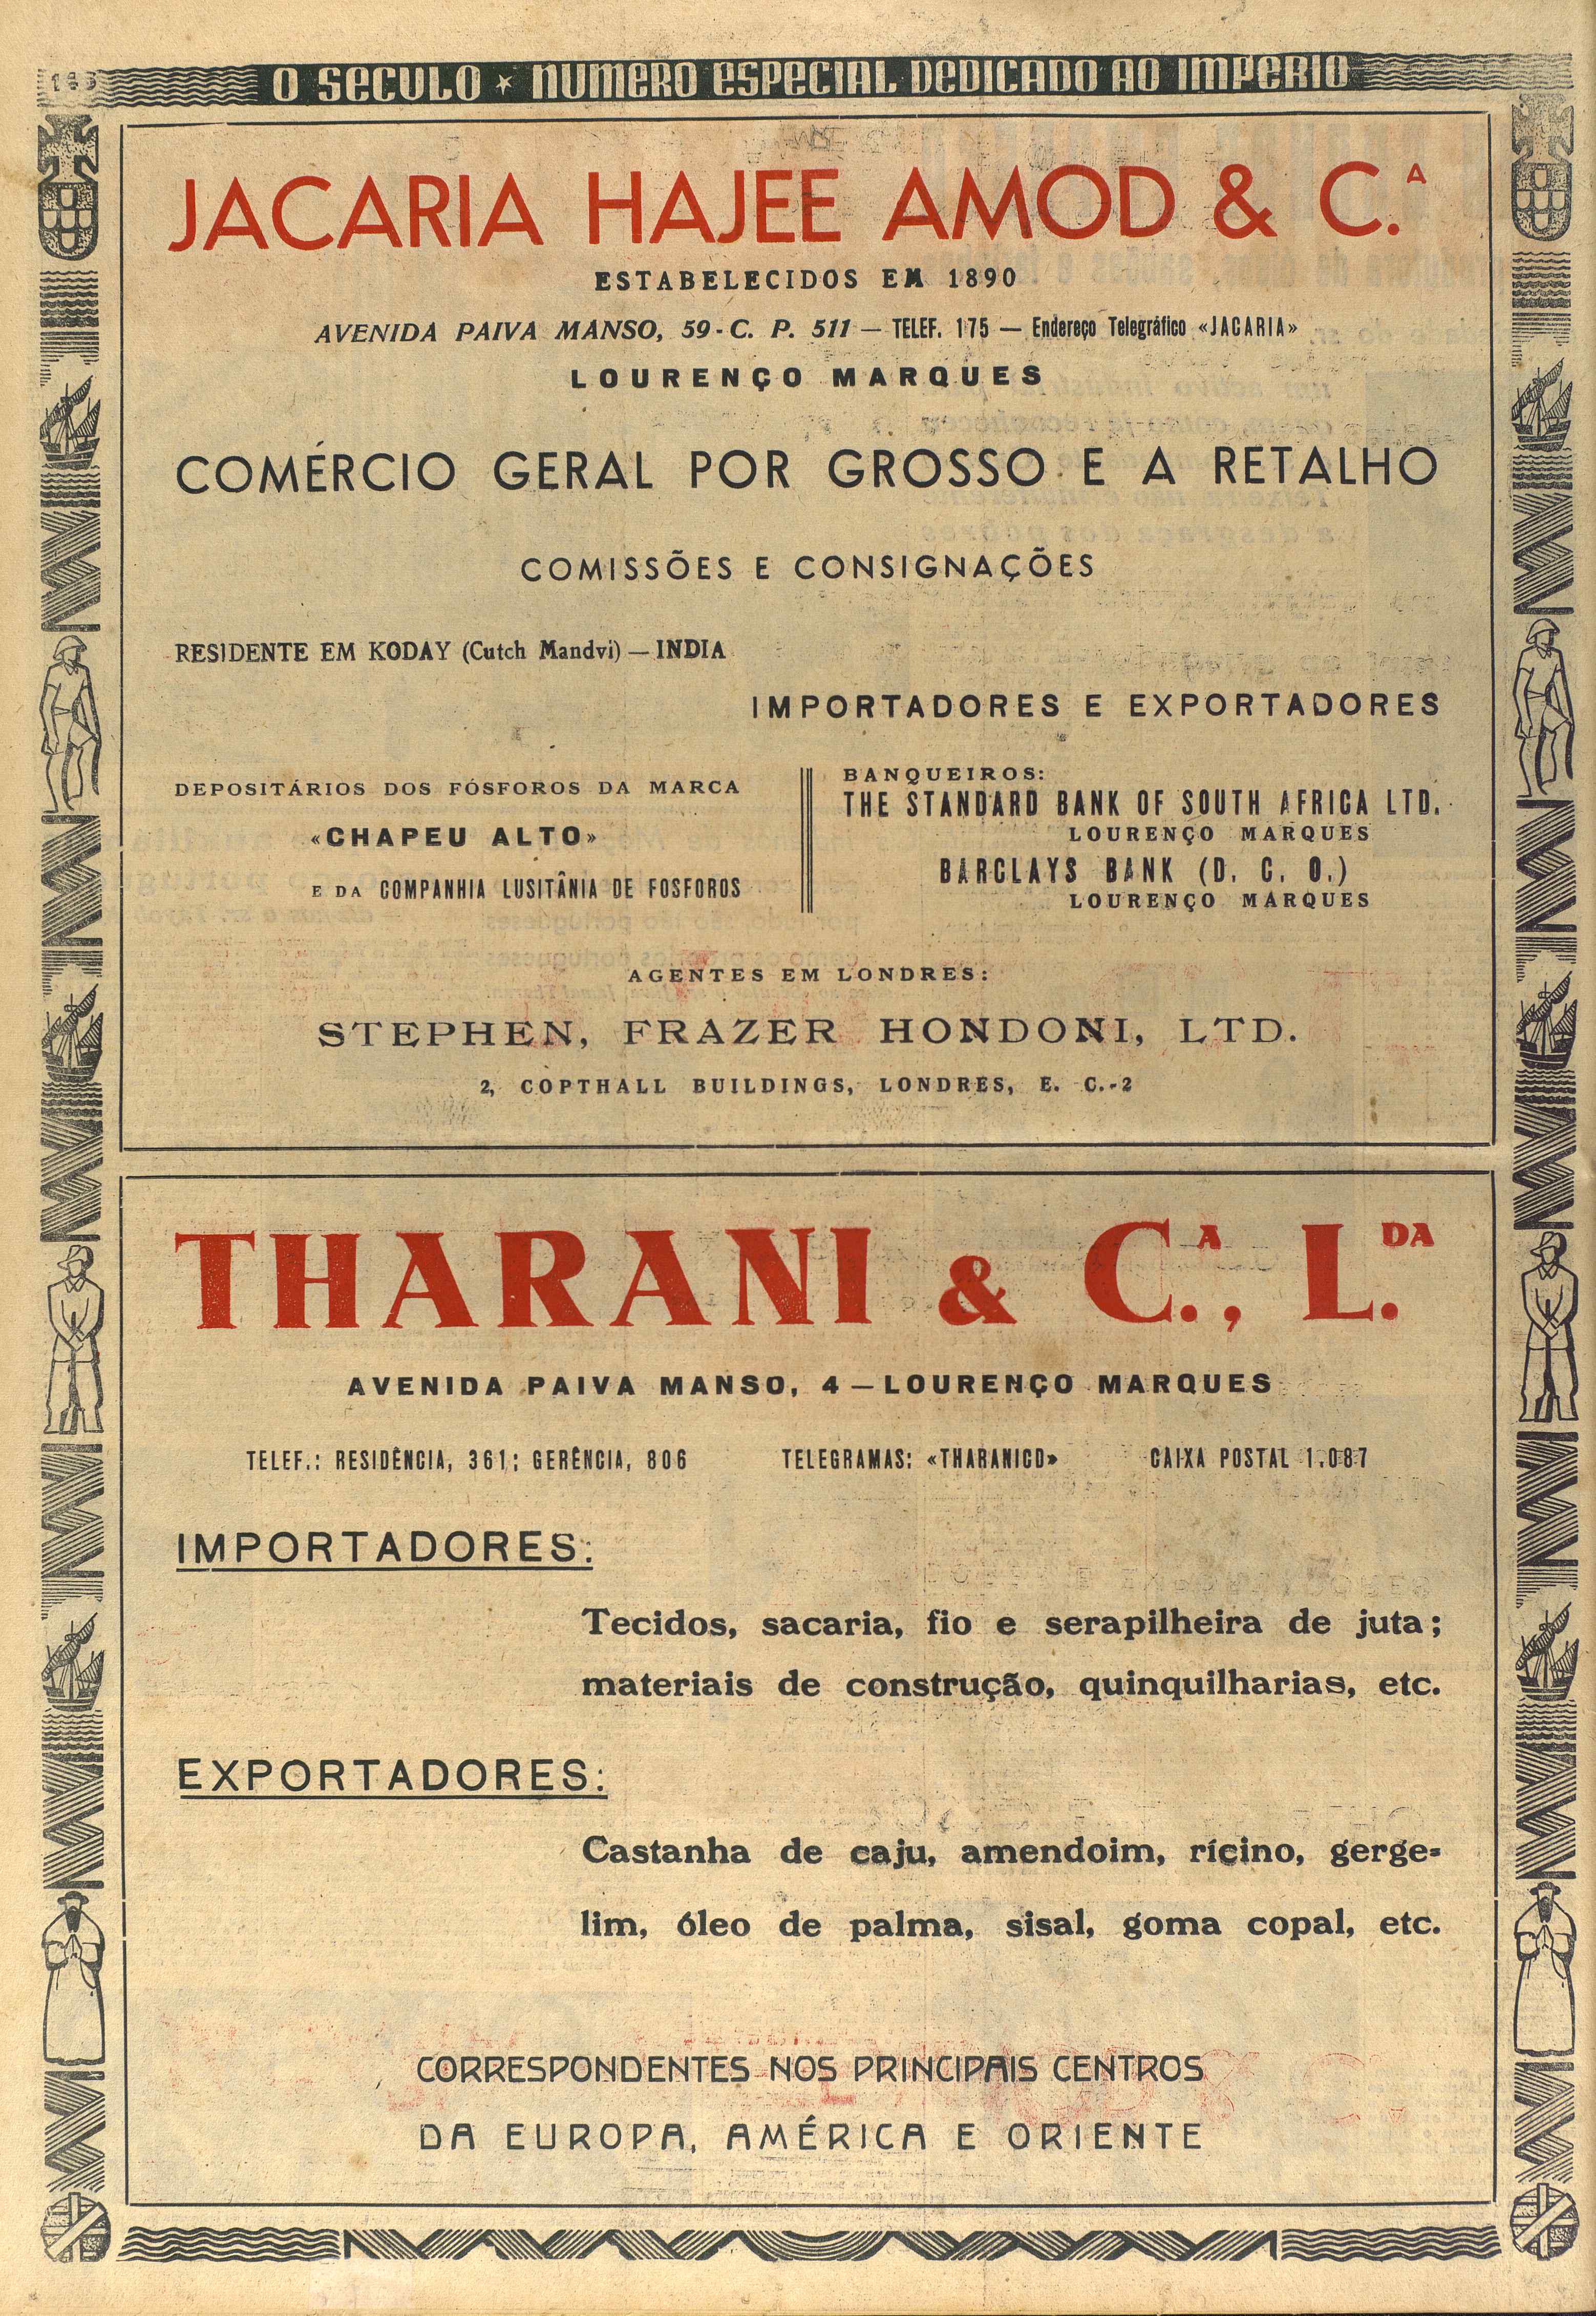 O SECULO ★ NUMERO ESPECIAL DEDICADO AO IMPERIO
JACARIA HAJEE AMOD & C.A
ESTABELECIDOS EM 1890
AVENIDA PAIVA MANSO, 59 - C. P. 511 — TELEF. 175 — Endereço Telegráfico «JACARIA»
LOURENÇO MARQUES
COMÉRCIO GERAL POR GROSSO E A RETALHO
COMISSÕES E CONSIGNAÇÕES
RESIDENTE EM KODAY (Cutch Mandvi) — INDIA
IMPORTADORES E EXPORTADORES
DEPOSITÁRIOS DOS FÓSFOROS DA MARCA
«CHAPEU ALTO»
E DA COMPANHIA LUSITÂNIA DE FOSFOROS
BANQUEIROS:
THE STANDARD BANK OF SOUTH AFRICA LTD.
LOURENÇO MARQUES
BARCLAYS BANK (D. C. O.)
LOURENÇO MARQUES
AGENTES EM LONDRES:
STEPHEN, FRAZER HONDONI, LTD.
2, COPTHALL BUILDINGS, LONDRES, E. C.-2
THARANI & C.A, L.DA
AVENIDA PAIVA MANSO, 4 — LOURENÇO MARQUES
TELEF.: RESIDÊNCIA, 361; GERÊNCIA, 806 TELEGRAMAS: «THARANICO» CAIXA POSTAL 1.087
IMPORTADORES:
Tecidos, sacaria, fio e serapilheira de juta;
materiais de construção, quinquilharias, etc.
EXPORTADORES:
Castanha de caju, amendoim, rícino, gerge-
lim, óleo de palma, sisal, goma copal, etc.
CORRESPONDENTES NOS PRINCIPAIS CENTROS
DA EUROPA, AMÉRICA E ORIENTE